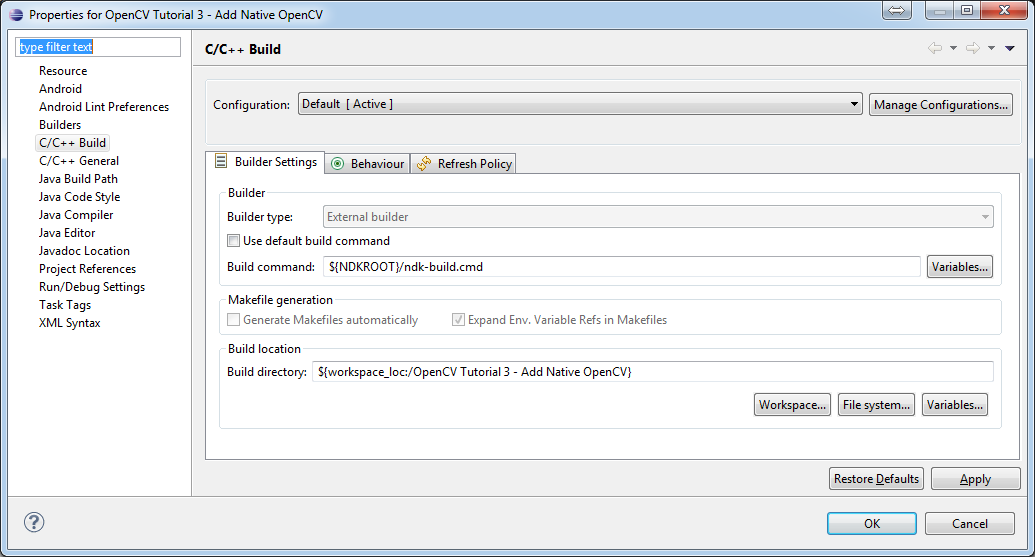 Properties for OpenCV Tutorial 3 - Add Native OpenCV
type filter text
Resource
Android
Android Lint Preferences
Builders
C/C++ Build
C/C++ General
Java Build Path
Java Code Style
Java Compiler
Java Editor
Javadoc Location
Project References
Run/Debug Settings
Task Tags
XML Syntax
C/C++ Build
Configuration: Default [ Active ] Manage Configurations...
Builder Settings Behaviour Refresh Policy
Builder
Builder type: External builder
Use default build command
Build command: ${NDKROOT}/ndk-build.cmd Variables...
Makefile generation
Generate Makefiles automatically Expand Env. Variable Refs in Makefiles
Build location
Build directory: ${workspace_loc:/OpenCV Tutorial 3 - Add Native OpenCV}
Workspace... File system... Variables...
Restore Defaults Apply
? OK Cancel